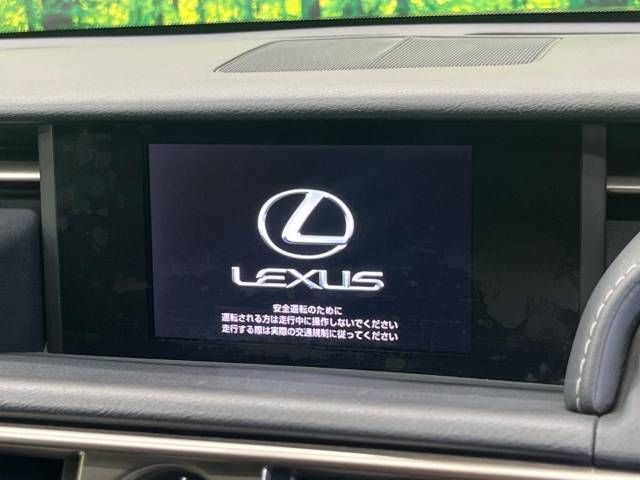 LEXUS
安全運転のために
運転される方は走行中に操作しないでください
走行する際は実際の交通規制に従ってください